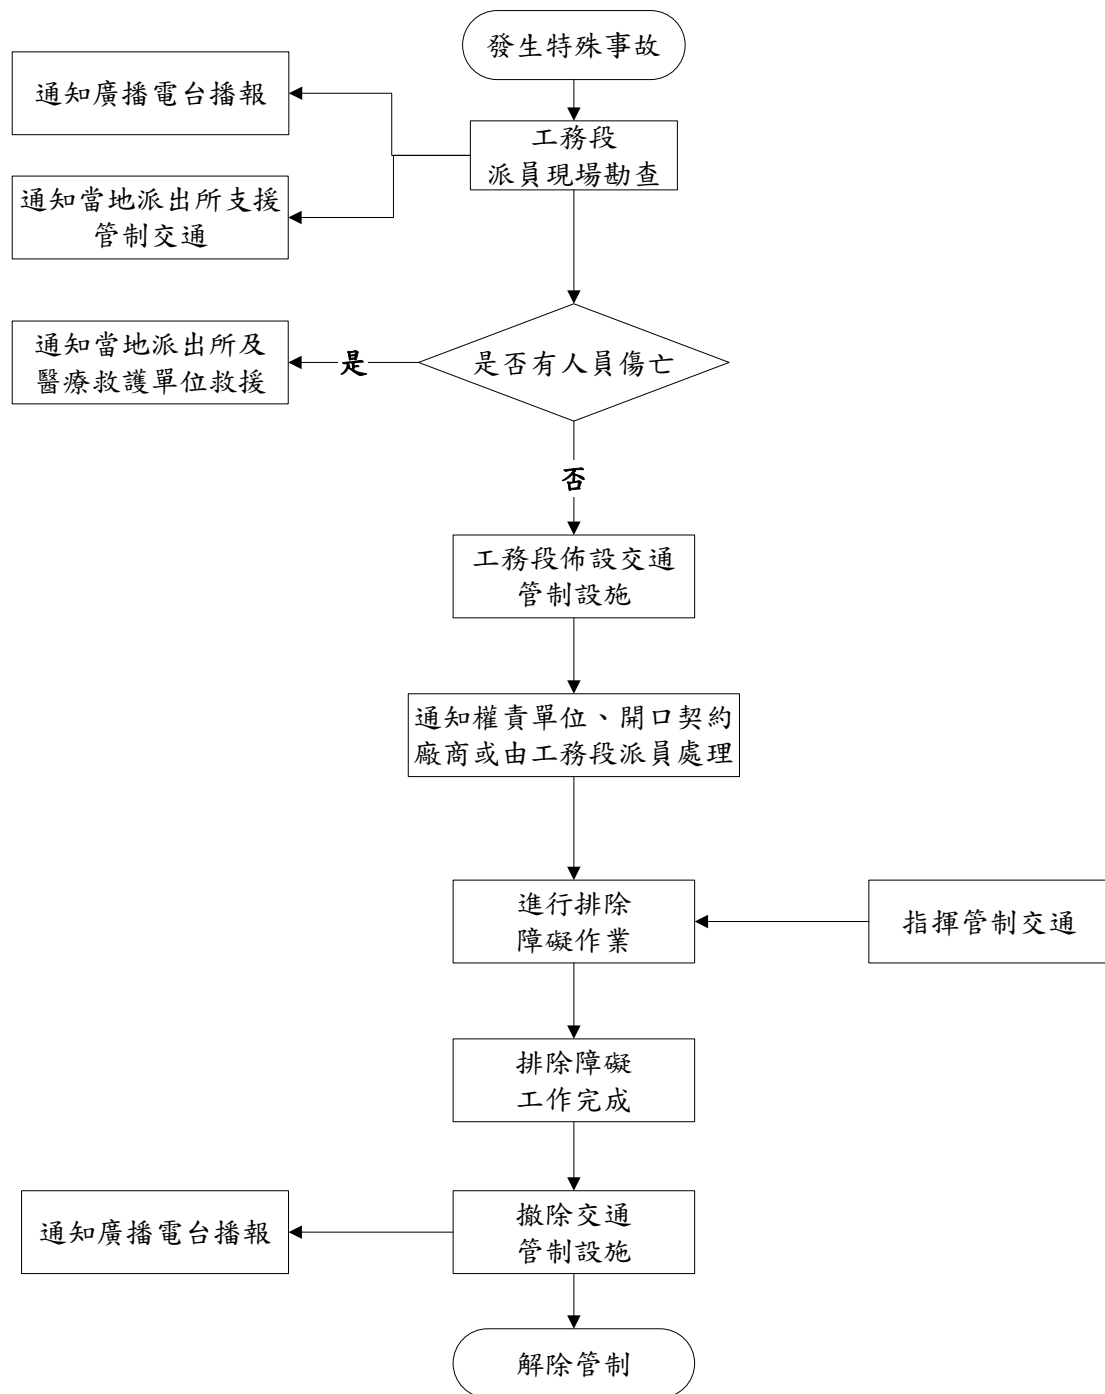 發生特殊事故
通知廣播電台播報
工務段
派員現場勘查
通知當地派出所支援
管制交通
是否有人員傷亡
是
通知當地派出所及
醫療救護單位救援
否
工務段佈設交通
管制設施
通知權責單位、開口契約
廠商或由工務段派員處理
進行排除
障礙作業
指揮管制交通
排除障礙
工作完成
撤除交通
管制設施
通知廣播電台播報
解除管制